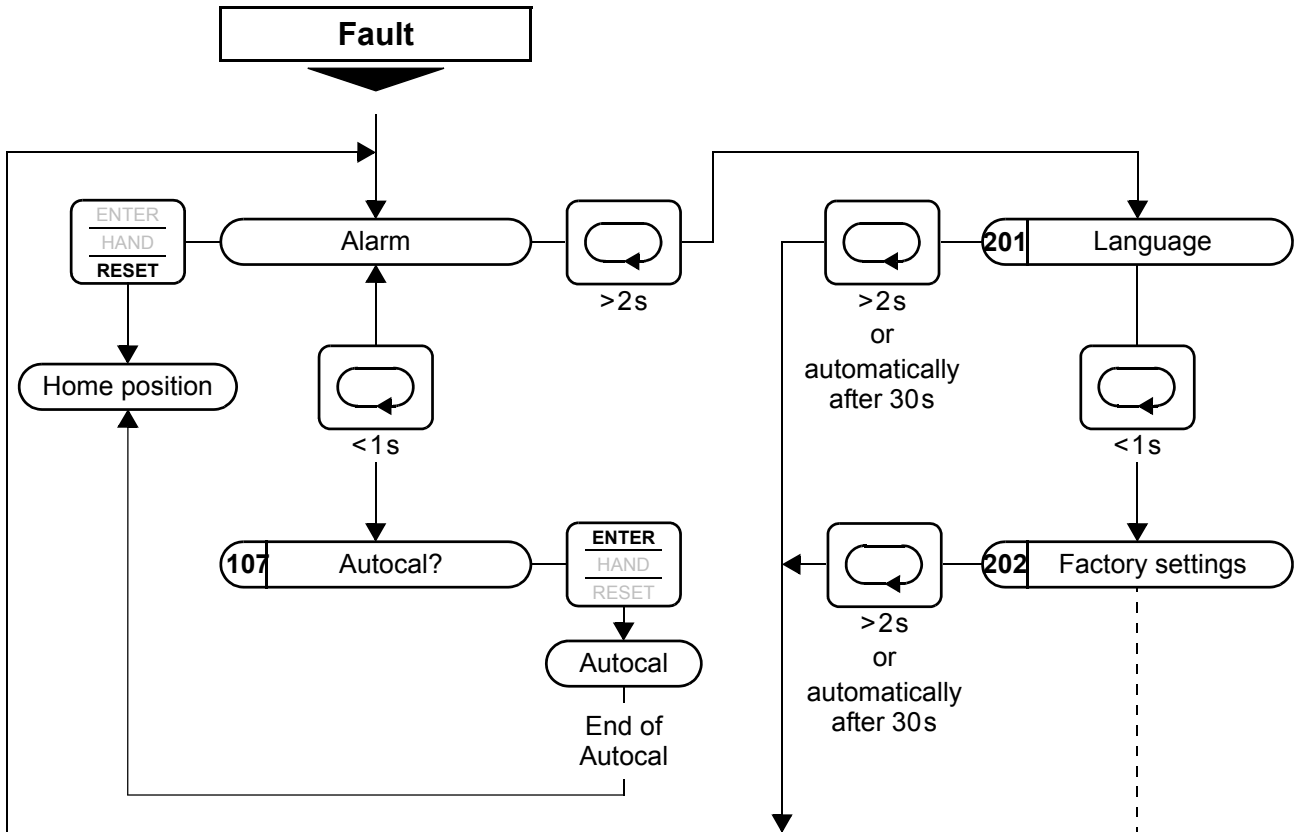 Fault
ENTER
HAND
RESET
Alarm
>2s
201 Language
>2s
or
automatically
after 30s
Home position
<1s
<1s
107 Autocal?
ENTER
HAND
RESET
202 Factory settings
>2s
or
automatically
after 30s
Autocal
End of
Autocal